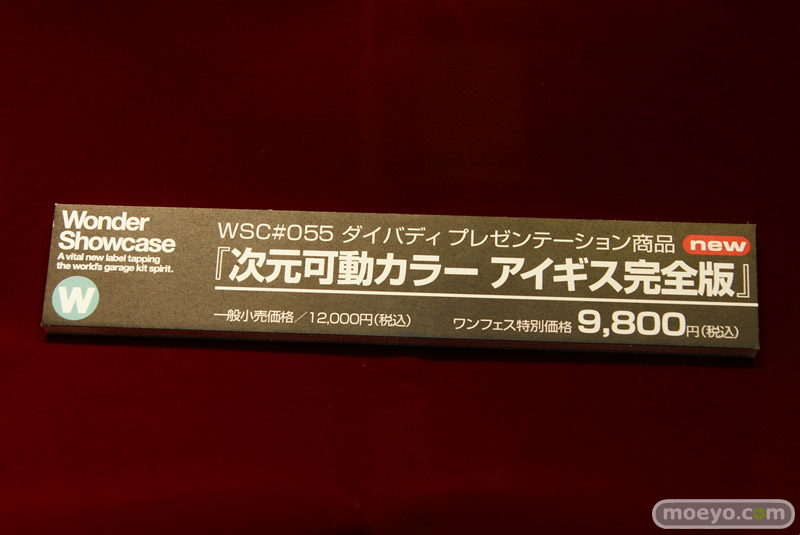 Wonder
Showcase
A vital new label tapping
the world's garage kit spirit.
W
WSC#055 ダイバディ プレゼンテーション商品 new
『次元可動カラー アイギス完全版』
一般小売価格／12,000円（税込） ワンフェス特別価格 9,800円（税込）
moeyo.com